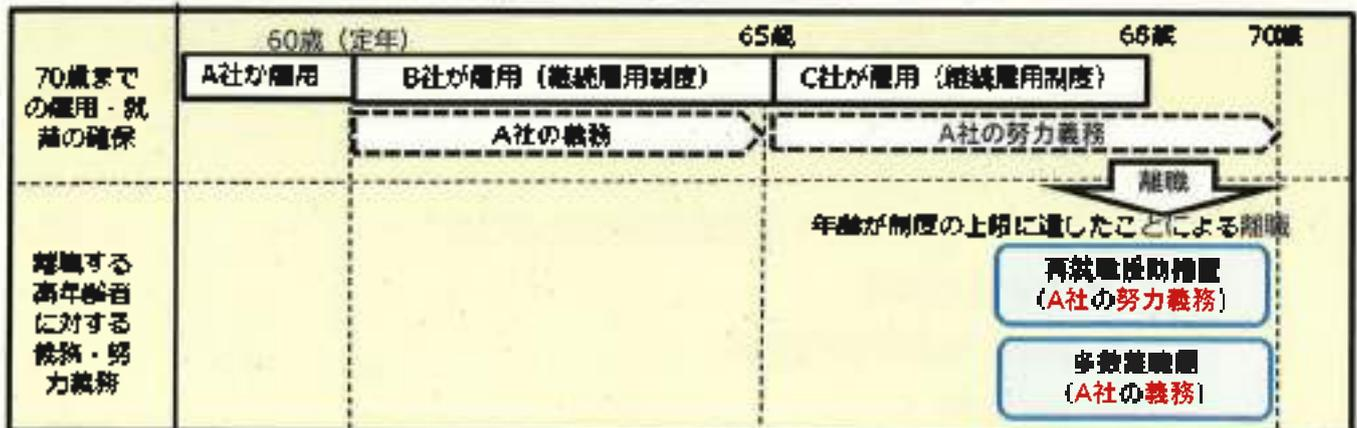 60歳（定年）
65歳
68歳
70歳
70歳まで
の雇用・就
業の確保
A社が雇用
B社が雇用（継続雇用制度）
C社が雇用（継続雇用制度）
A社の義務
A社の努力義務
離職
年齢が制度の上限に達したことによる離職
離職する
高年齢者
に対する
義務・努
力義務
再就職援助措置
(A社の努力義務)
多数離職届
(A社の義務)